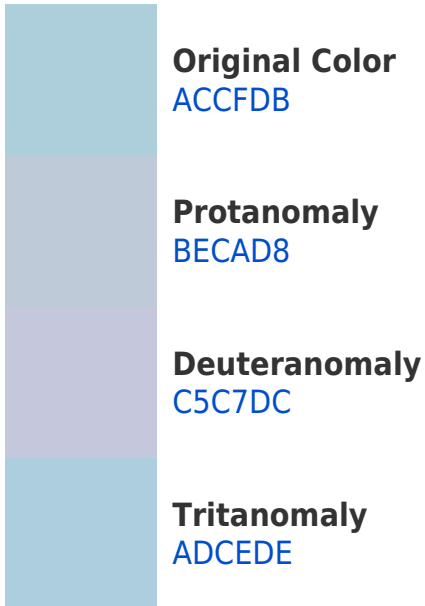 Original Color
ACCFDB
Protanomaly
BECAD8
Deuteranomaly
C5C7DC
Tritanomaly
ADCEDE